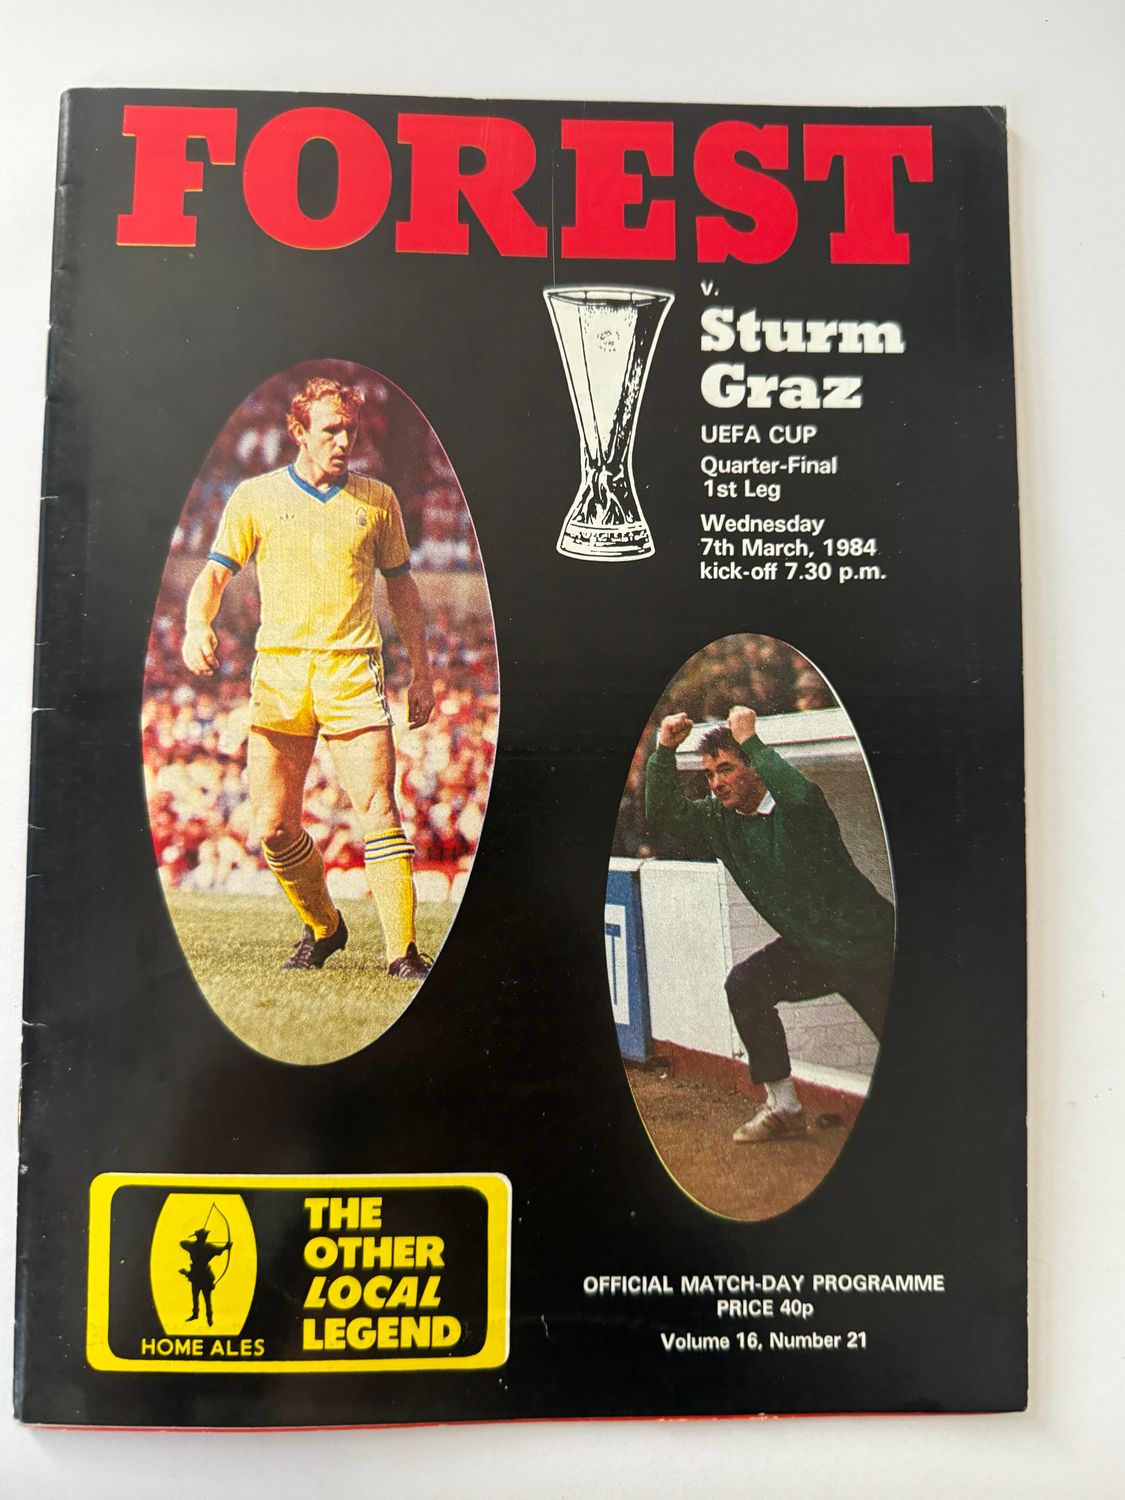 FOREST
v.
Sturm
Graz
UEFA CUP
Quarter-Final
1st Leg
Wednesday
7th March, 1984
kick-off 7.30 p.m.
THE
OTHER
LOCAL
LEGEND
HOME ALES
OFFICIAL MATCH-DAY PROGRAMME
PRICE 40p
Volume 16, Number 21